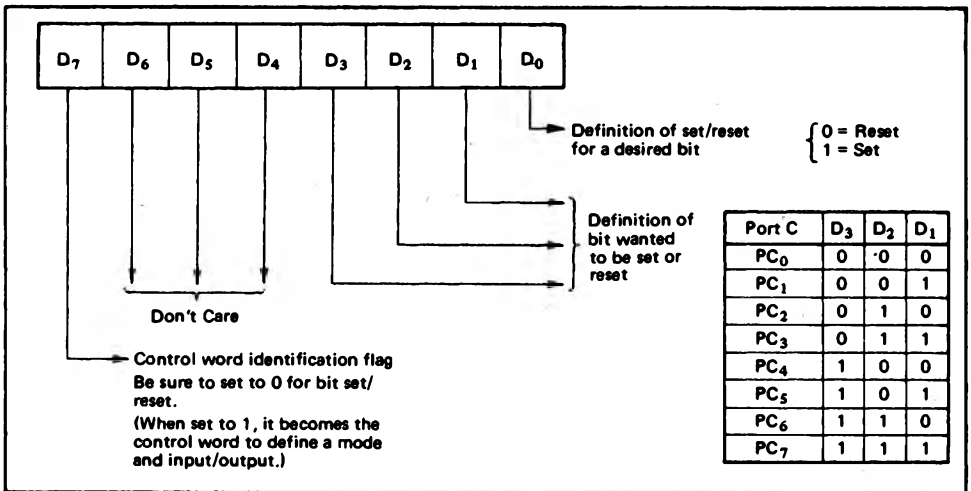 D₇ D₆ D₅ D₄ D₃ D₂ D₁ D₀
Definition of set/reset
for a desired bit
0 = Reset
1 = Set
Definition of
bit wanted
to be set or
reset
Don't Care
Control word identification flag
Be sure to set to 0 for bit set/
reset.
(When set to 1, it becomes the
control word to define a mode
and input/output.)
Port C D₃ D₂ D₁
PC₀ 0 0 0
PC₁ 0 0 1
PC₂ 0 1 0
PC₃ 0 1 1
PC₄ 1 0 0
PC₅ 1 0 1
PC₆ 1 1 0
PC₇ 1 1 1